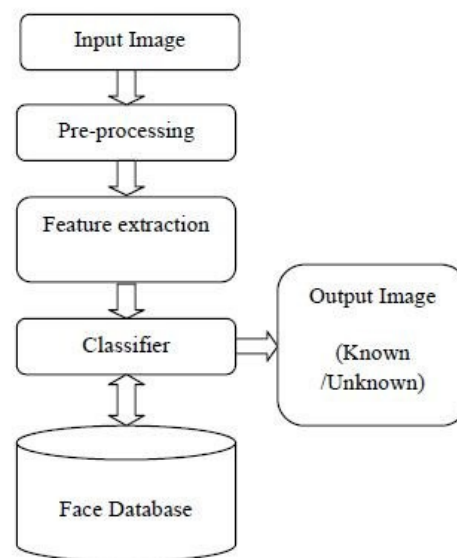 Input Image
Pre-processing
Feature extraction
Classifier
Output Image
(Known
/Unknown)
Face Database